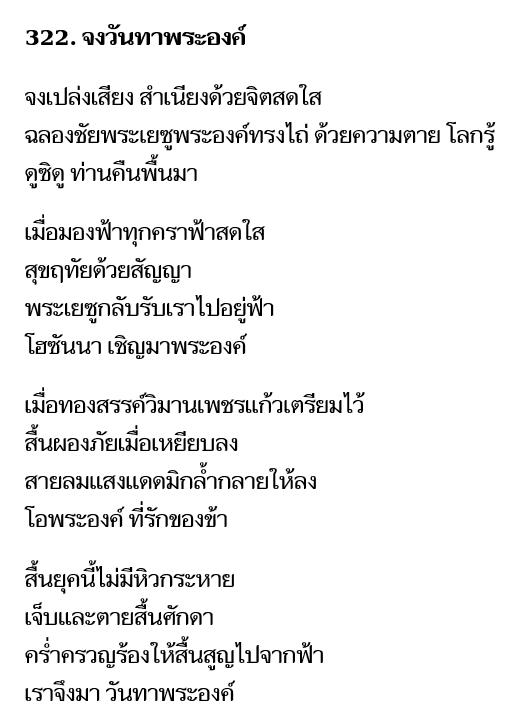 322. จงวันทาพระองค์
จงเปล่งเสียง สำเนียงด้วยจิตสดใส
ฉลองชัยพระเยซูพระองค์ทรงไถ่ ด้วยความตาย โลกรู้
ดูซิดู ท่านคืนพื้นมา
เมื่อมองฟ้าทุกคราฟ้าสดใส
สุขฤทัยด้วยสัญญา
พระเยซูกลับรับเราไปอยู่ฟ้า
โฮซันนา เชิญมาพระองค์
เมื่อทองสรรค์วิมานเพชรแก้วเตรียมไว้
สิ้นผองภัยเมื่อเหยียบลง
สายลมแสงแดดมิกล้ำกลายให้ลง
โอพระองค์ ที่รักของข้า
สิ้นยุคนี้ไม่มีหิวกระหาย
เจ็บและตายสิ้นศักดา
คร่ำครวญร้องให้สิ้นสูญไปจากฟ้า
เราจึงมา วันทาพระองค์